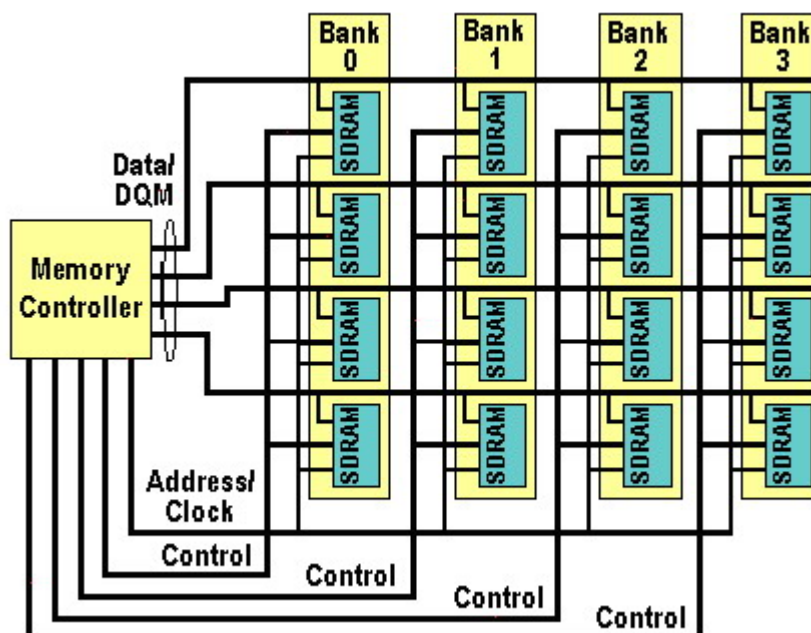 Bank
0
Bank
1
Bank
2
Bank
3
SDRAM
SDRAM
SDRAM
SDRAM
Data/
DQM
SDRAM
SDRAM
SDRAM
SDRAM
Memory
Controller
SDRAM
SDRAM
SDRAM
SDRAM
SDRAM
SDRAM
SDRAM
SDRAM
Address/
Clock
Control
Control
Control
Control